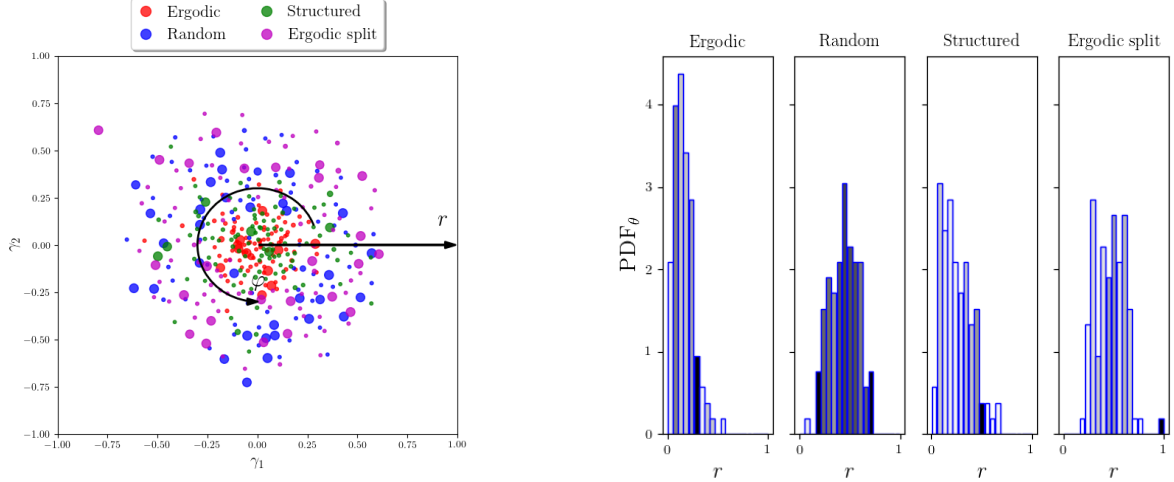 Ergodic
Random
Structured
Ergodic split
1.00
0.75
0.50
0.25
0.00
−0.25
−0.50
−0.75
−1.00
γ2
r
φ
−1.00
−0.75
−0.50
−0.25
0.00
0.25
0.50
0.75
1.00
γ1
Ergodic
Random
Structured
Ergodic split
PDFθ
4
3
2
1
0
0
1
0
1
0
1
0
1
r
r
r
r